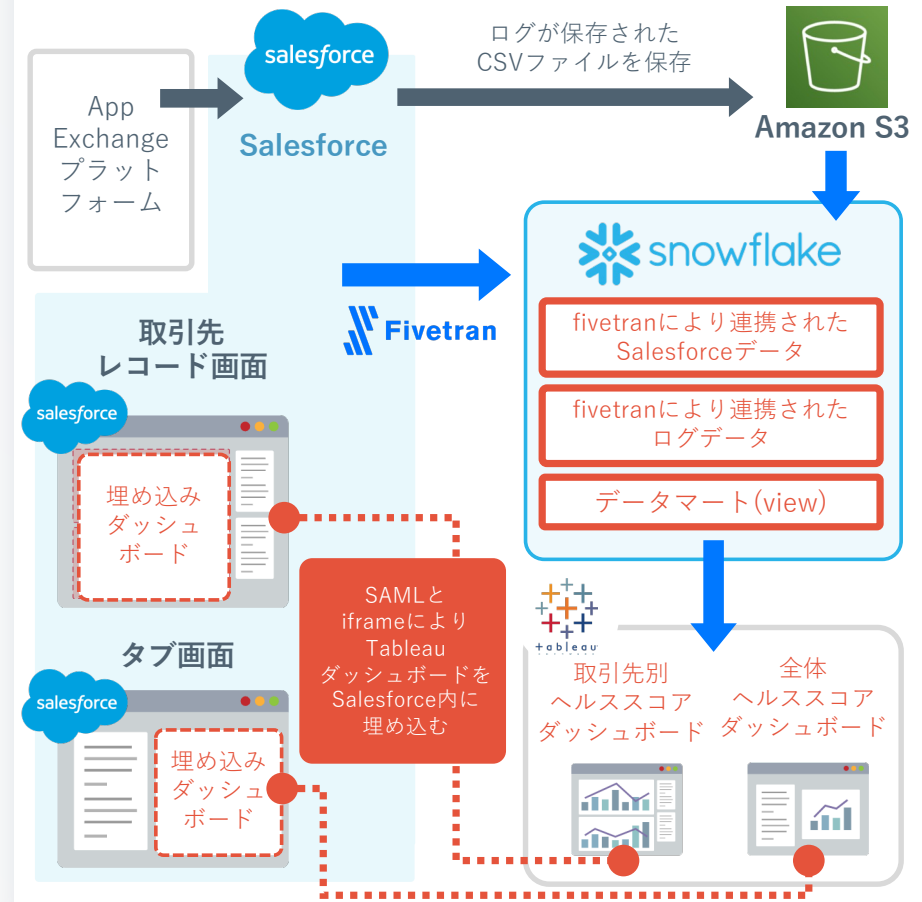 ログが保存された
CSVファイルを保存
salesforce
App
Exchange
プラット
フォーム
Salesforce
Amazon S3
snowflake
Fivetran
fivetranにより連携された
Salesforceデータ
fivetranにより連携された
ログデータ
データマート(view)
取引先
レコード画面
salesforce
埋め込み
ダッシュ
ボード
SAMLと
iframeにより
Tableau
ダッシュボードを
Salesforce内に
埋め込む
タブ画面
salesforce
埋め込み
ダッシュ
ボード
+ableau
取引先別
ヘルススコア
ダッシュボード
全体
ヘルススコア
ダッシュボード